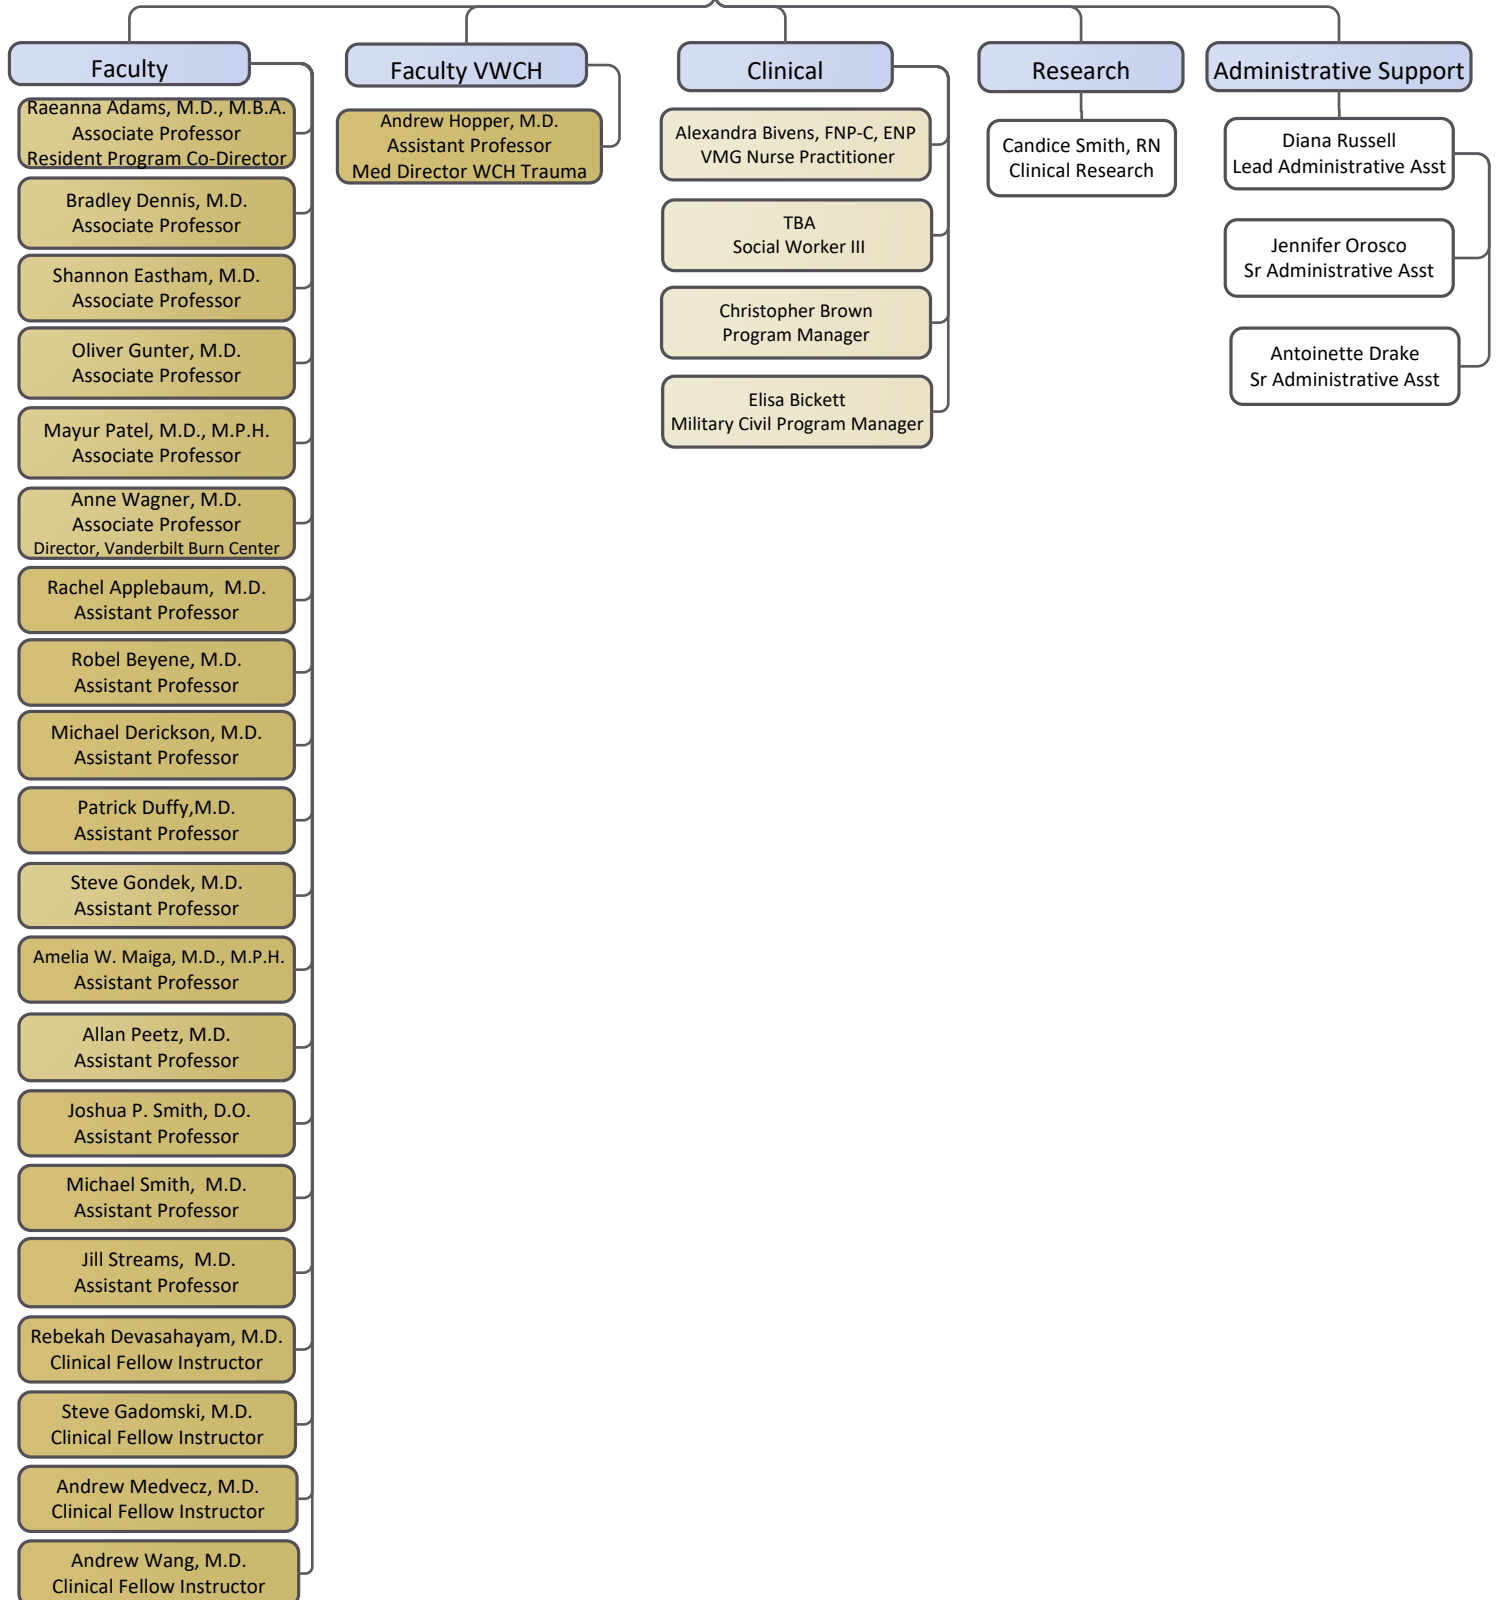 Faculty
Raeanna Adams, M.D., M.B.A.
Associate Professor
Resident Program Co-Director
Bradley Dennis, M.D.
Associate Professor
Shannon Eastham, M.D.
Associate Professor
Oliver Gunter, M.D.
Associate Professor
Mayur Patel, M.D., M.P.H.
Associate Professor
Anne Wagner, M.D.
Associate Professor
Director, Vanderbilt Burn Center
Rachel Applebaum,  M.D.
Assistant Professor
Robel Beyene, M.D.
Assistant Professor
Michael Derickson, M.D.
Assistant Professor
Patrick Duffy,M.D.
Assistant Professor
Steve Gondek, M.D.
Assistant Professor
Amelia W. Maiga, M.D., M.P.H.
Assistant Professor
Allan Peetz, M.D.
Assistant Professor
Joshua P. Smith, D.O.
Assistant Professor
Michael Smith,  M.D.
Assistant Professor
Jill Streams,  M.D.
Assistant Professor
Rebekah Devasahayam, M.D.
Clinical Fellow Instructor
Steve Gadomski, M.D.
Clinical Fellow Instructor
Andrew Medvecz, M.D.
Clinical Fellow Instructor
Andrew Wang, M.D.
Clinical Fellow Instructor
Faculty VWCH
Andrew Hopper, M.D.
Assistant Professor
Med Director WCH Trauma
Clinical
Alexandra Bivens, FNP-C, ENP
VMG Nurse Practitioner
TBA
Social Worker III
Christopher Brown
Program Manager
Elisa Bickett
Military Civil Program Manager
Research
Candice Smith, RN
Clinical Research
Administrative Support
Diana Russell
Lead Administrative Asst
Jennifer Orosco
Sr Administrative Asst
Antoinette Drake
Sr Administrative Asst